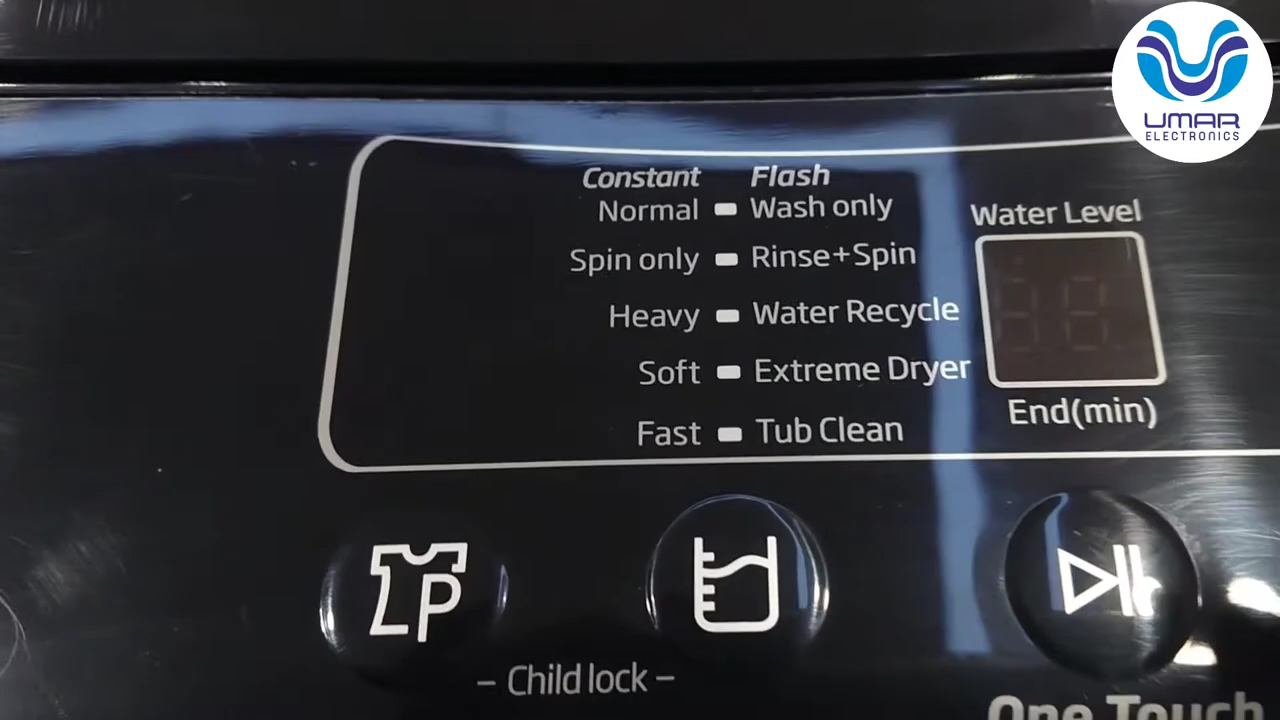 UMAR
ELECTRONICS
Constant Flash
Normal Wash only
Spin only Rinse+Spin
Heavy Water Recycle
Soft Extreme Dryer
Fast Tub Clean
Water Level
End(min)
P
– Child lock –
One Touch